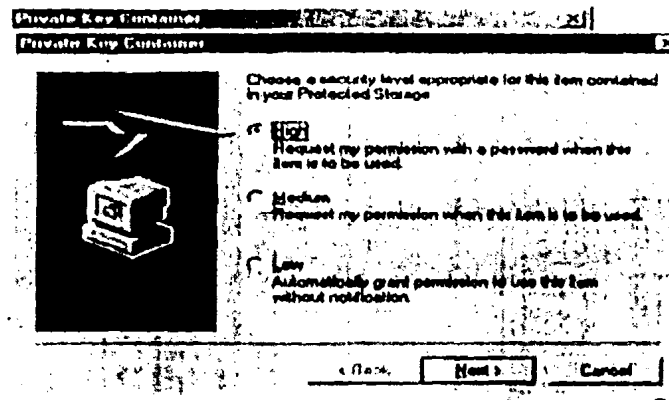 Private Key Container
Private Key Container
Choose a security level appropriate for this item contained
in your Protected Storage
High
Request my permission with a password when this
item is to be used.
Medium
Request my permission when this item is to be used.
Low
Automatically grant permission to use this item
without notification.
< Back
Next >
Cancel